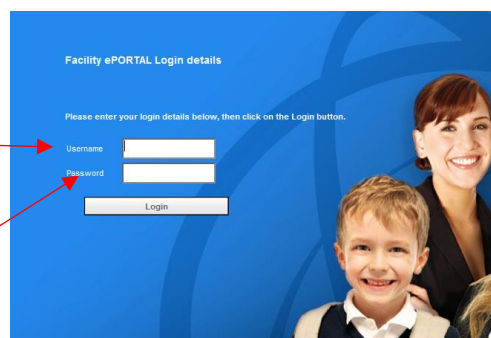 Facility ePORTAL Login details
Please enter your login details below, then click on the Login button.
Username
Password
Login